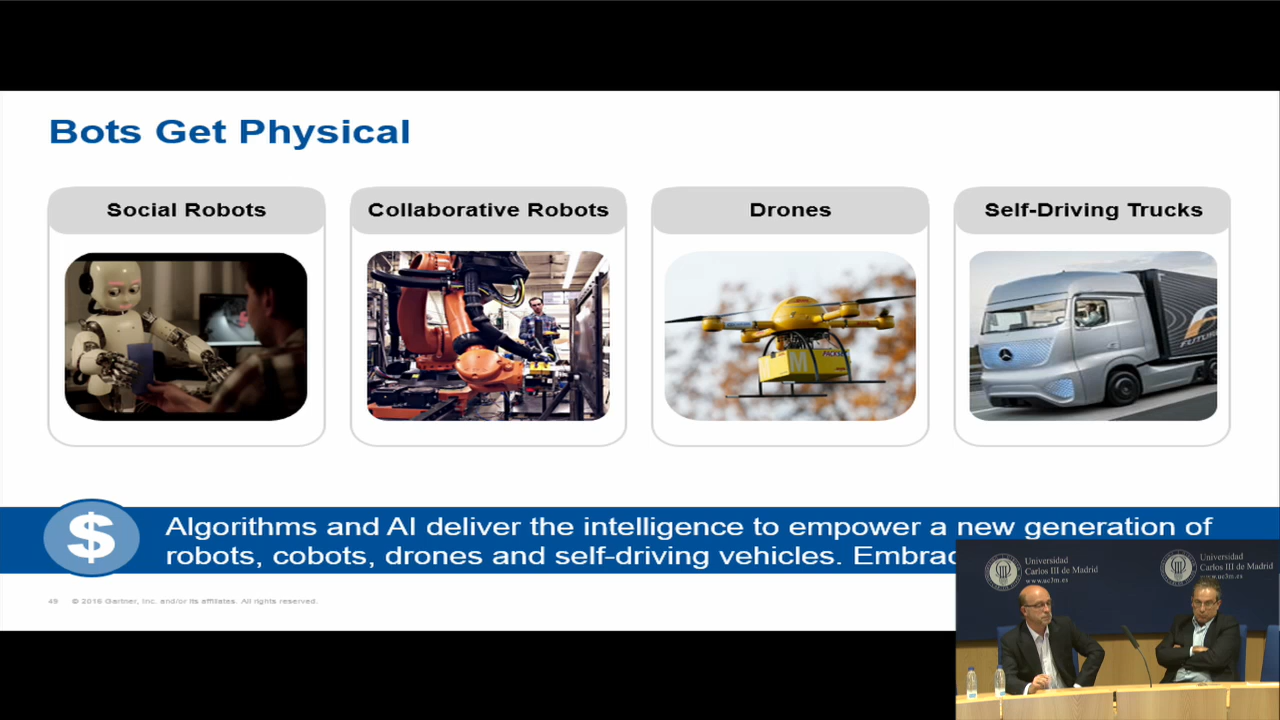 Bots Get Physical
Social Robots
Collaborative Robots
Drones
Self-Driving Trucks
M
$
Algorithms and AI deliver the intelligence to empower a new generation of
robots, cobots, drones and self-driving vehicles. Embrac
49 © 2016 Gartner, Inc. and/or its affiliates. All rights reserved.
Universidad
Carlos III de Madrid
www.uc3m.es
Universidad
Carlos III de Madrid
www.uc3m.es